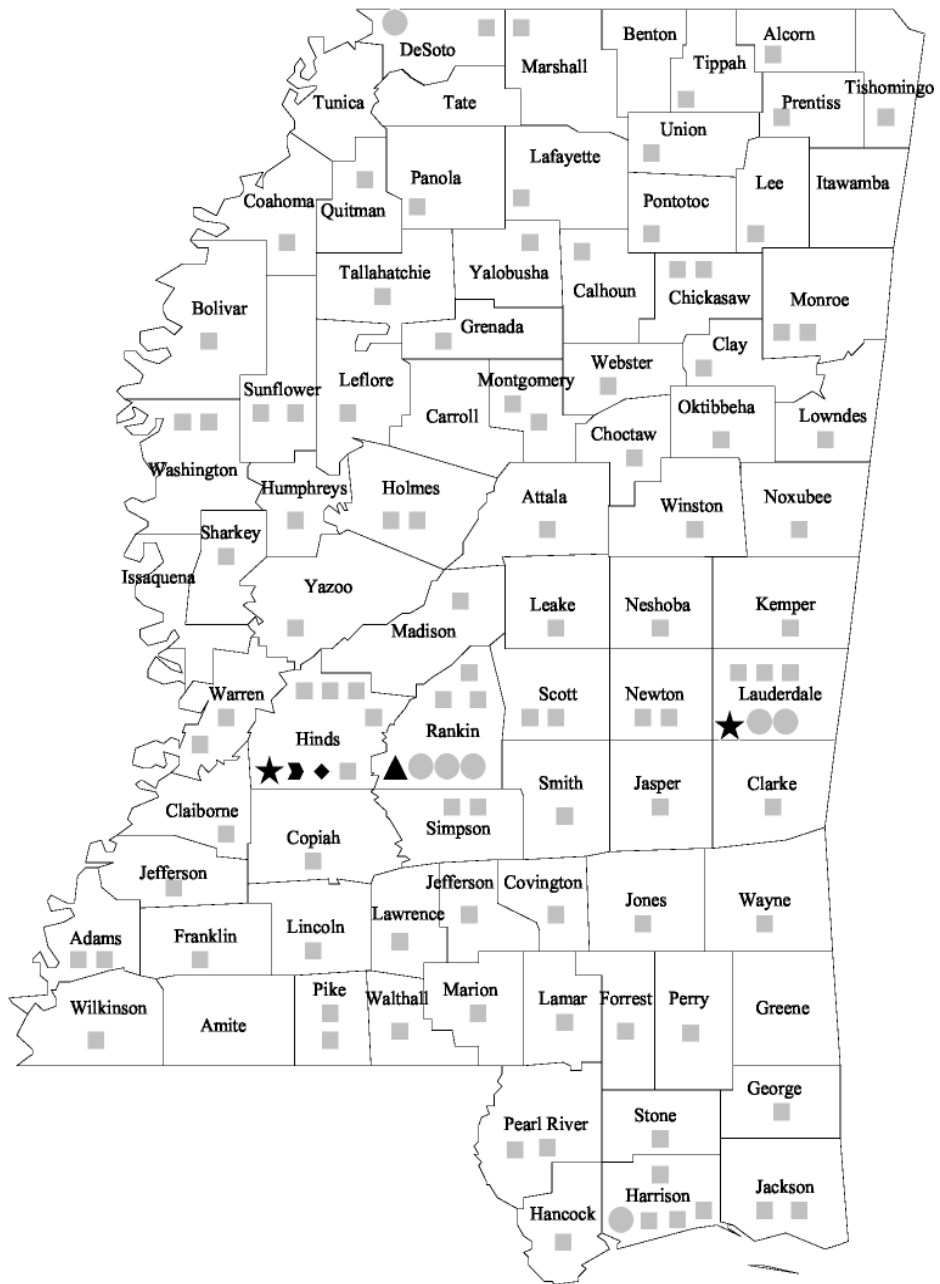 Benton
Alcorn
DeSoto
Marshall
Tippah
Tishomingo
Tunica
Tate
Prentiss
Union
Lafayette
Panola
Lee
Itawamba
Coahoma
Quitman
Pontotoc
Tallahatchie
Yalobusha
Calhoun
Chickasaw
Monroe
Bolivar
Grenada
Clay
Webster
Leflore
Montgomery
Sunflower
Carroll
Oktibbeha
Lowndes
Choctaw
Washington
Humphreys
Holmes
Attala
Winston
Noxubee
Sharkey
Issaquena
Yazoo
Leake
Neshoba
Kemper
Madison
Warren
Scott
Newton
Lauderdale
Hinds
Rankin
Smith
Jasper
Clarke
Claiborne
Simpson
Copiah
Jefferson
Jefferson
Covington
Jones
Wayne
Lawrence
Lincoln
Adams
Franklin
Pike
Walthall
Marion
Lamar
Forrest
Perry
Greene
Wilkinson
Amite
George
Pearl River
Stone
Harrison
Jackson
Hancock